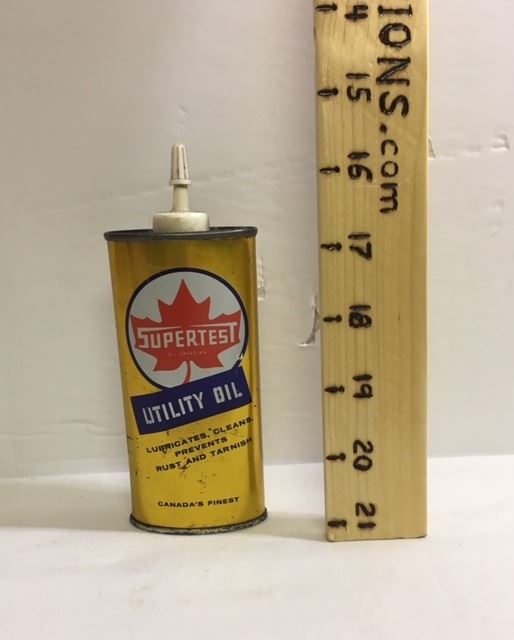 SUPERTEST
UTILITY OIL
LUBRICATES, CLEANS,
PREVENTS
RUST AND TARNISH
CANADA'S FINEST
IONS.com
14
15
16
17
18
19
20
21